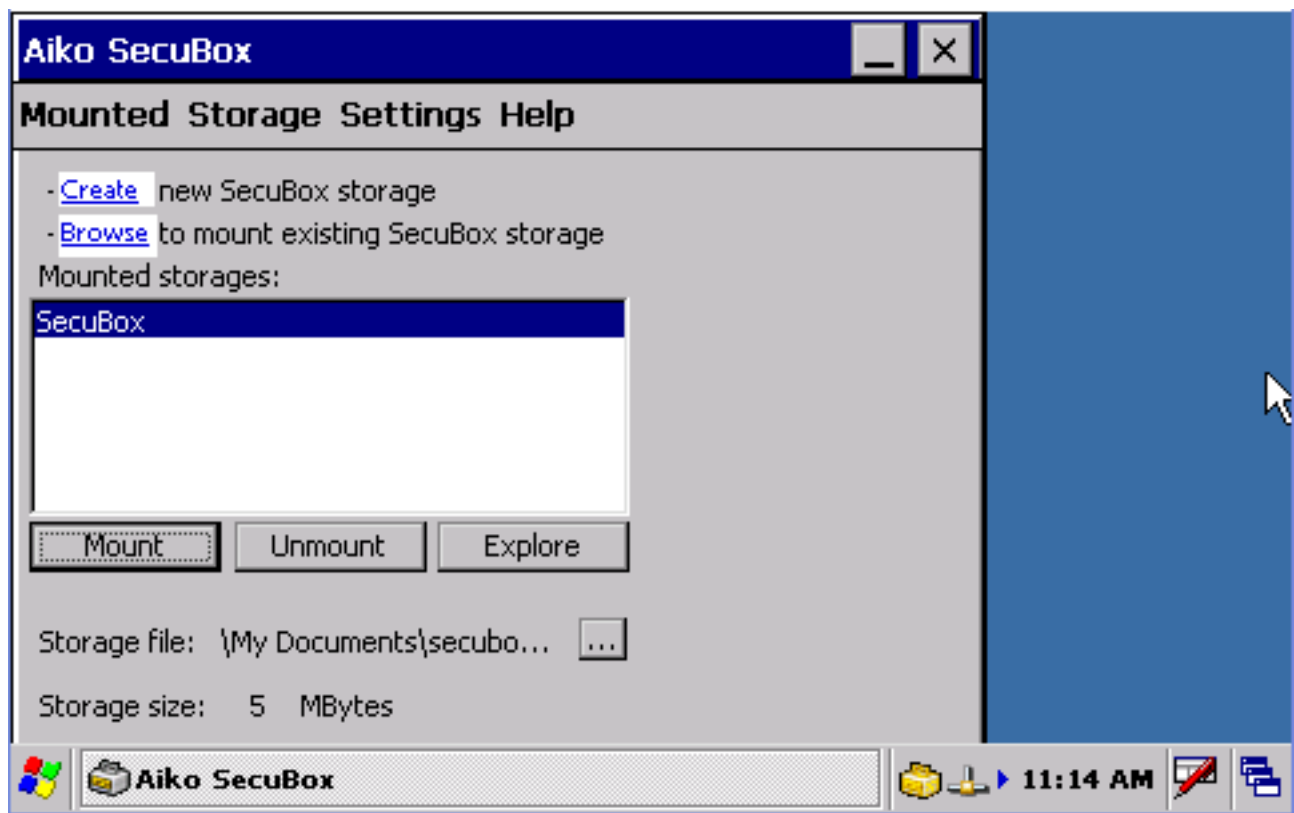 Aiko SecuBox
Mounted Storage Settings Help
- Create new SecuBox storage
- Browse to mount existing SecuBox storage
Mounted storages:
SecuBox
Mount Unmount Explore
Storage file: \My Documents\secubo... ...
Storage size: 5 MBytes
Aiko SecuBox 11:14 AM